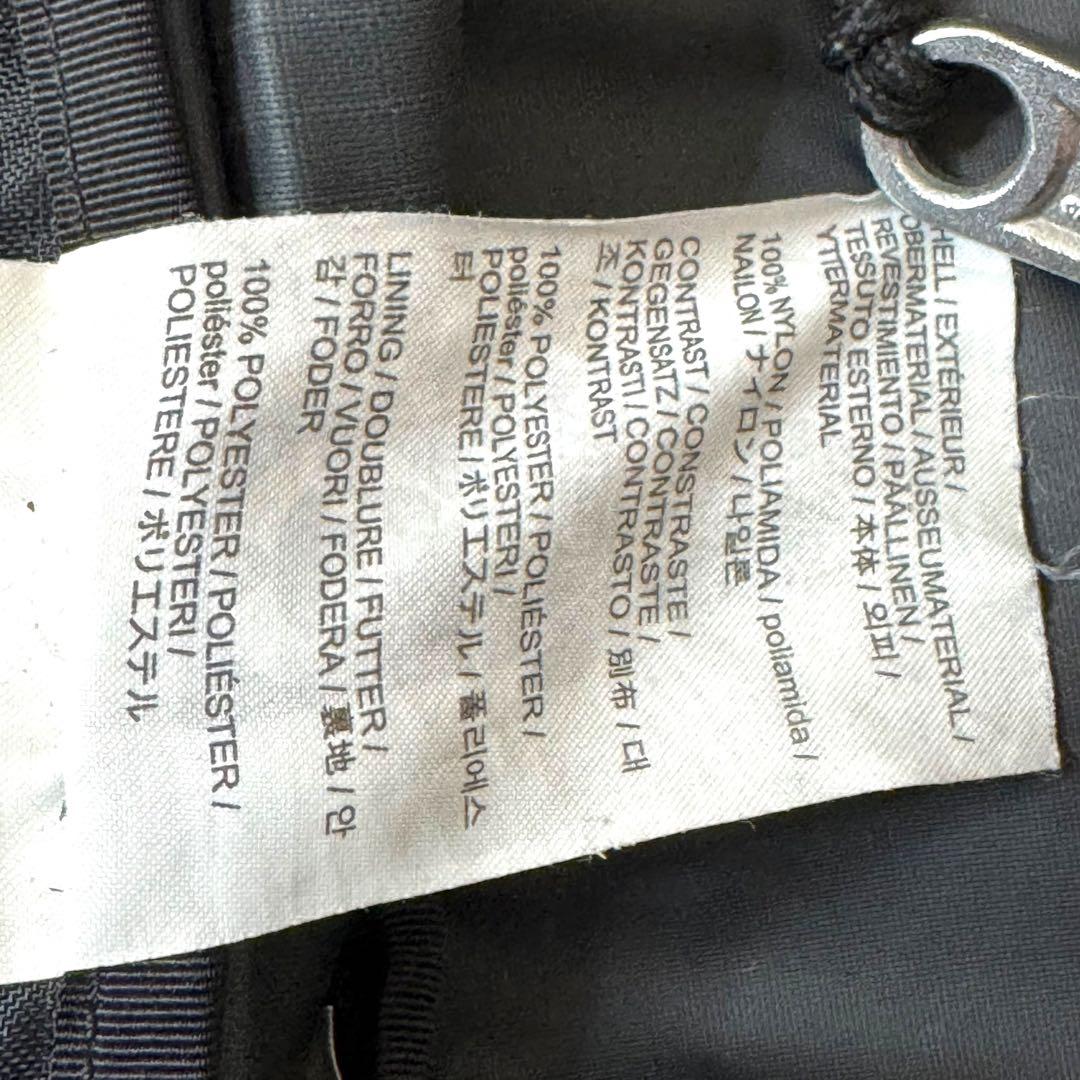 HELL / EXTÉRIEUR /
OBERMATERIAL / AUSSEUMATERIAL /
REVESTIMIENTO / PÄÄLLINEN /
TESSUTO ESTERNO / 本体 / 외피 /
YTTERMATERIAL
100% NYLON / POLIAMIDA / poliamida /
NAILON / ナイロン / 나일론
CONTRAST / CONSTRASTE /
GEGENSATZ / CONTRASTE /
KONTRASTI / CONTRASTO / 別布 / 대
조 / KONTRAST
100% POLYESTER / POLIÉSTER /
poliéster / POLYESTERI /
POLIESTERE / ポリエステル / 폴리에스
터
LINING / DOUBLURE / FUTTER /
FORRO / VUORI / FODERA / 裏地 / 안
감 / FODER
100% POLYESTER / POLIÉSTER /
poliéster / POLYESTERI /
POLIESTERE / ポリエステル